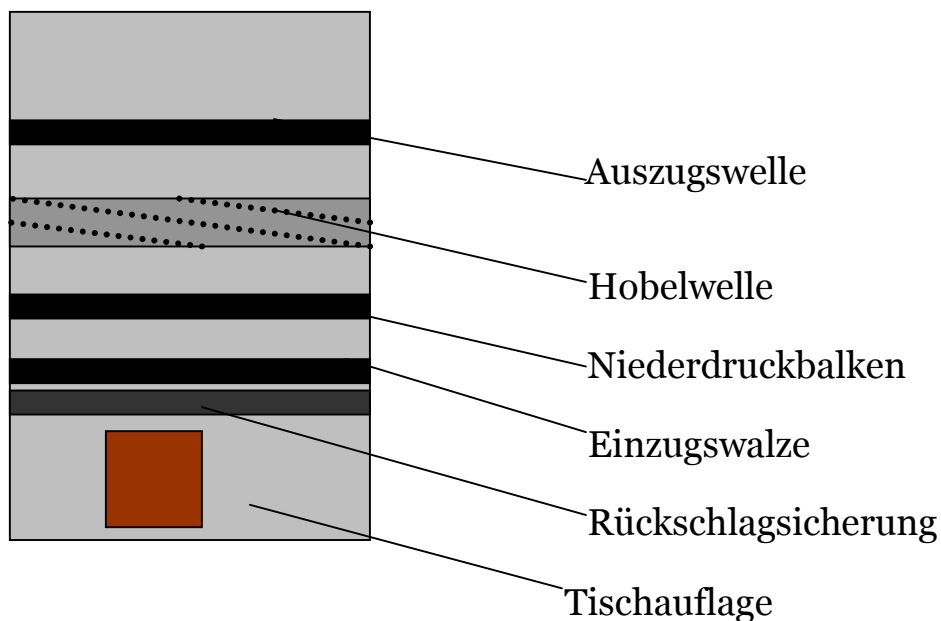 Auszugswelle
Hobelwelle
Niederdruckbalken
Einzugswalze
Rückschlagsicherung
Tischauflage